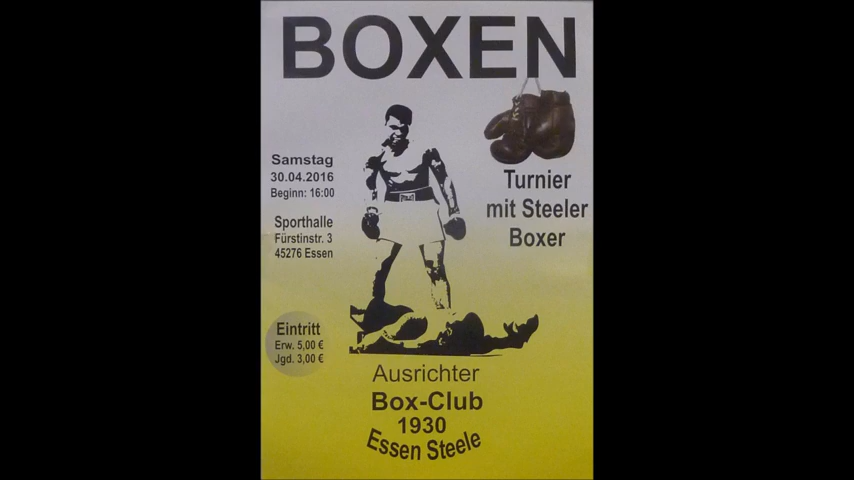 BOXEN
Samstag
30.04.2016
Beginn: 16:00
Sporthalle
Fürstinstr. 3
45276 Essen
Turnier
mit Steeler
Boxer
Eintritt
Erw. 5,00 €
Jgd. 3,00 €
Ausrichter
Box-Club
1930
Essen Steele